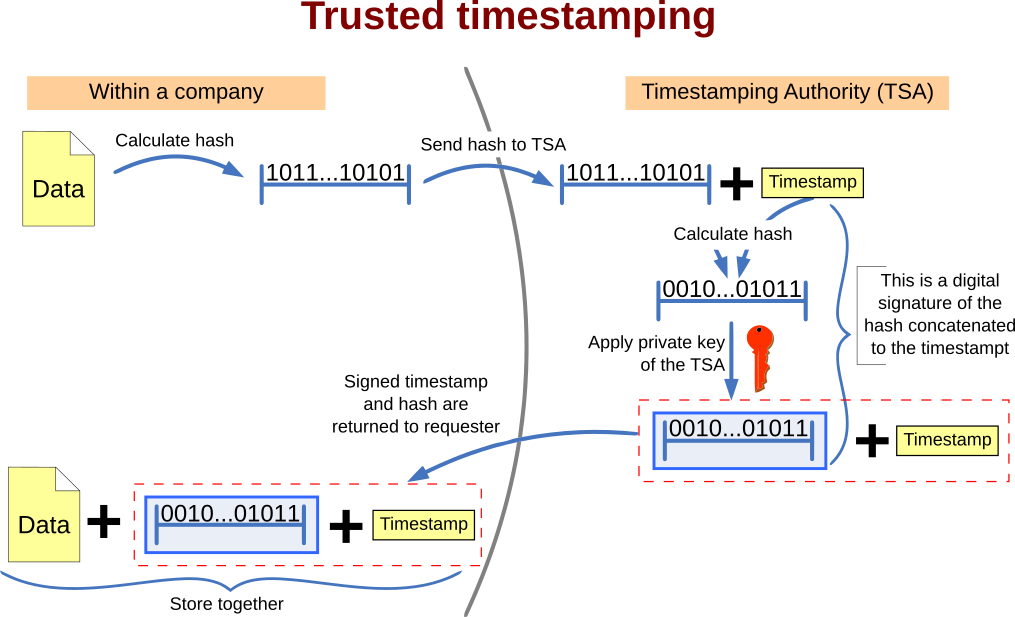 Trusted timestamping
Within a company
Timestamping Authority (TSA)
Data
Calculate hash
1011...10101
Send hash to TSA
1011...10101
Timestamp
Calculate hash
0010...01011
This is a digital
signature of the
hash concatenated
to the timestampt
Apply private key
of the TSA
0010...01011
Timestamp
Signed timestamp
and hash are
returned to requester
Data
0010...01011
Timestamp
Store together